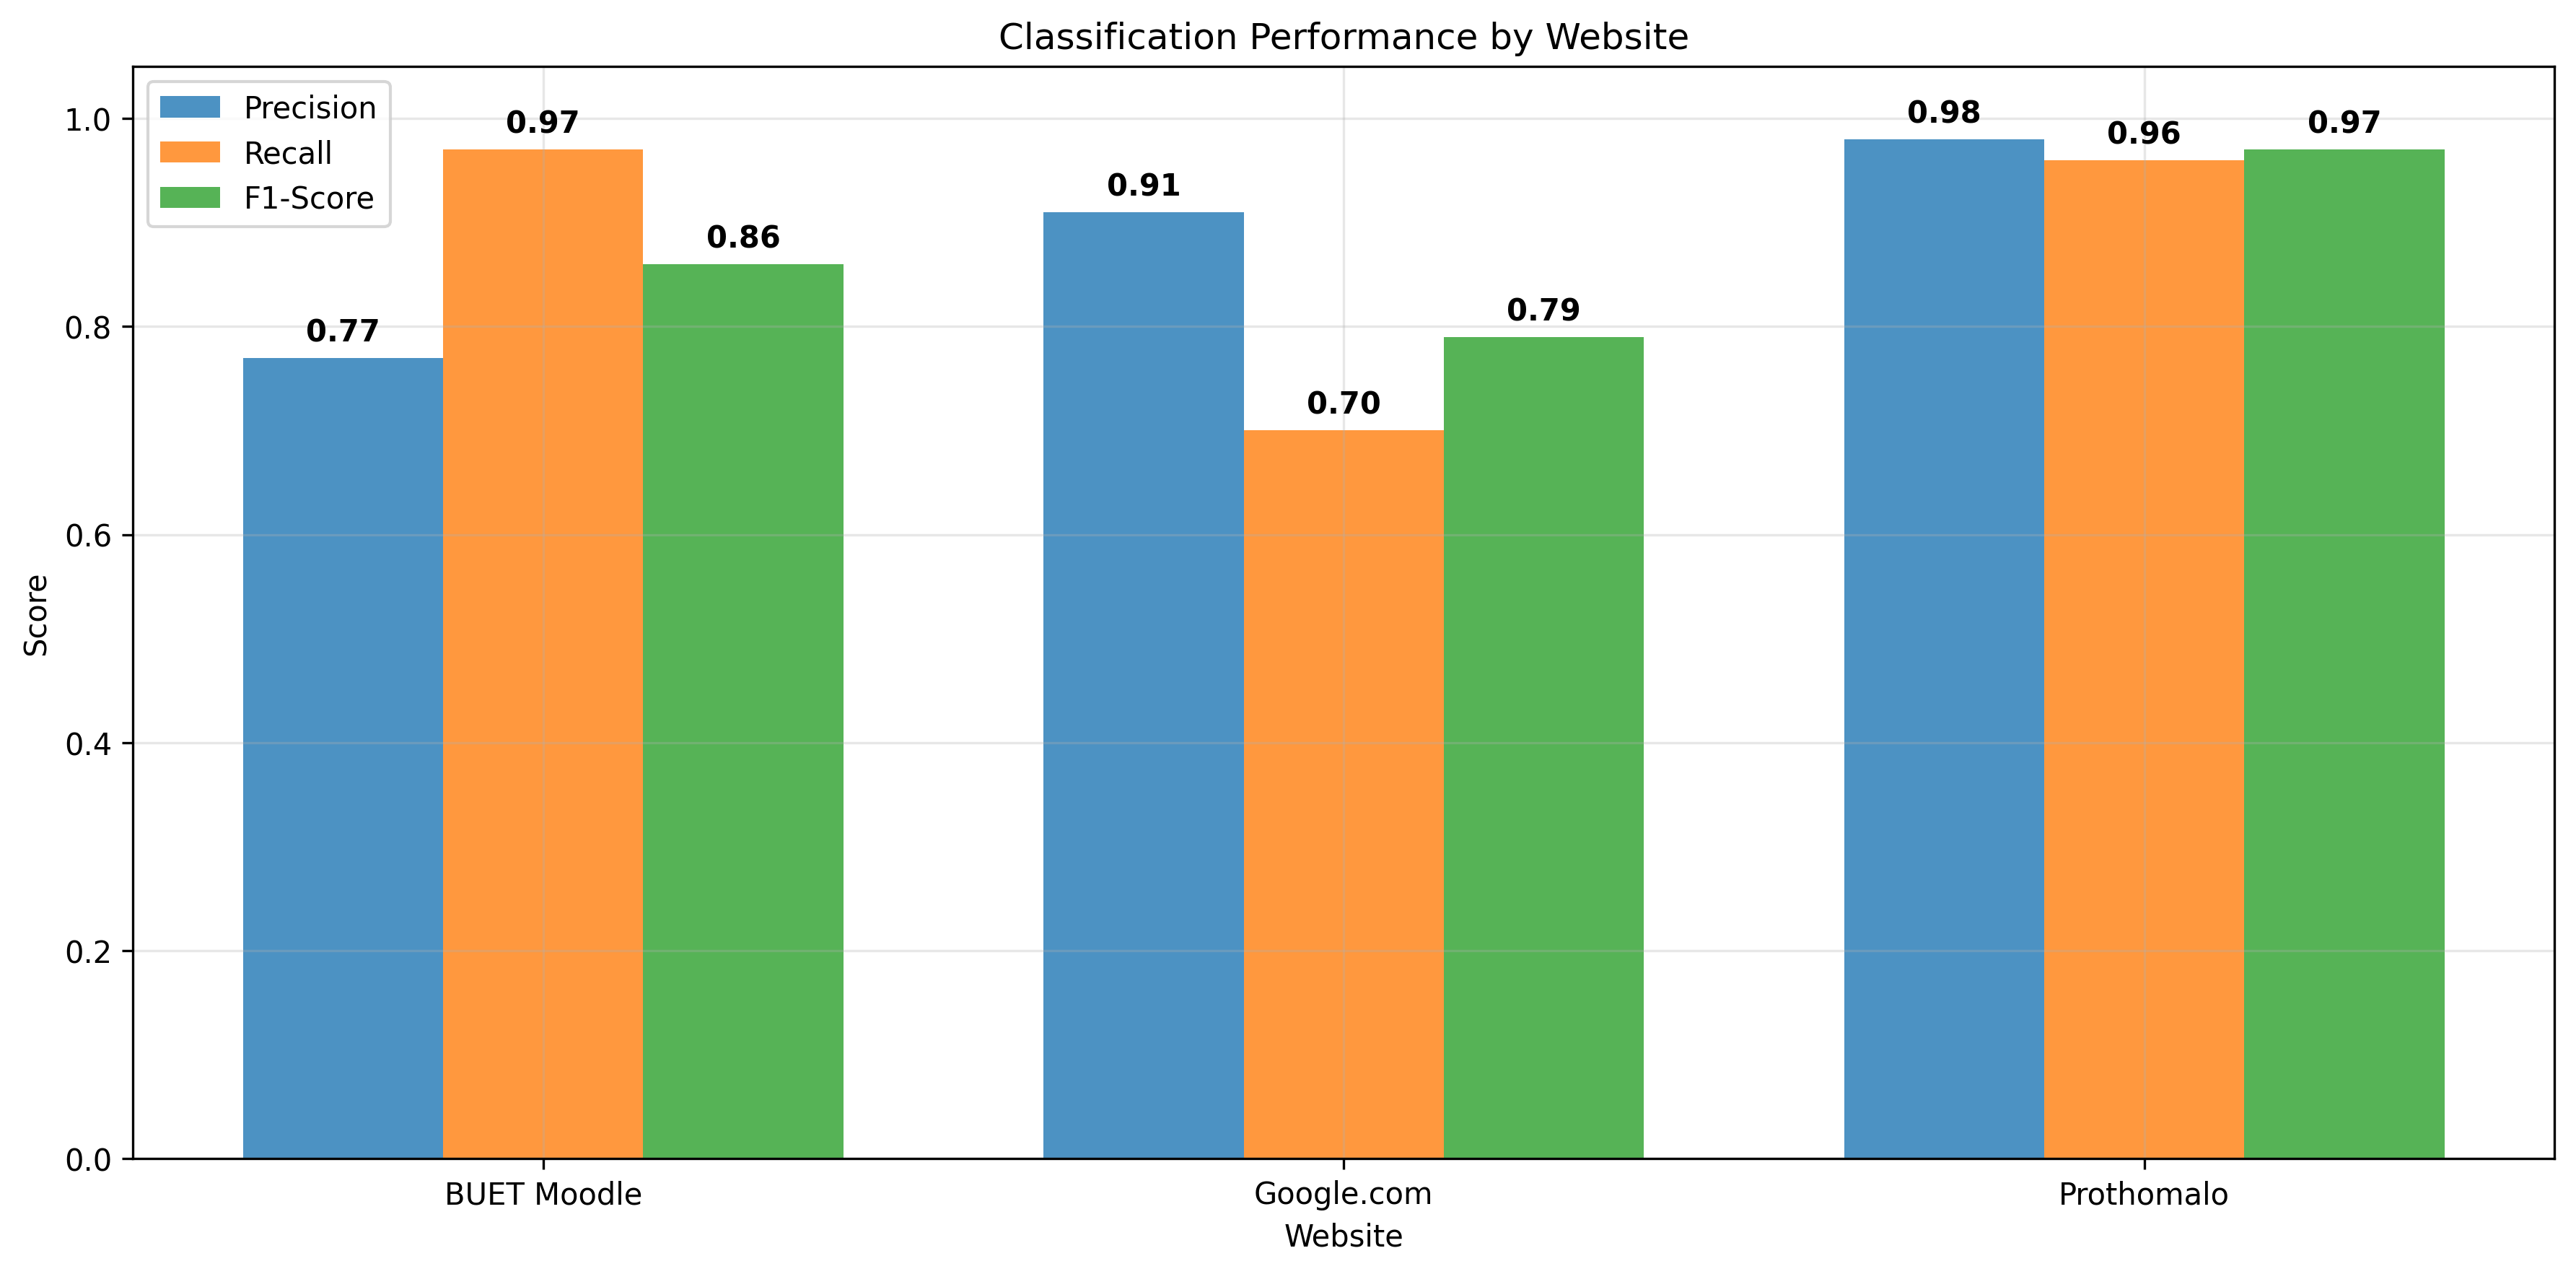 Classification Performance by Website
Precision
Recall
F1-Score
1.0
0.8
0.6
0.4
0.2
0.0
Score
0.77
0.97
0.86
0.91
0.70
0.79
0.98
0.96
0.97
BUET Moodle
Google.com
Prothomalo
Website